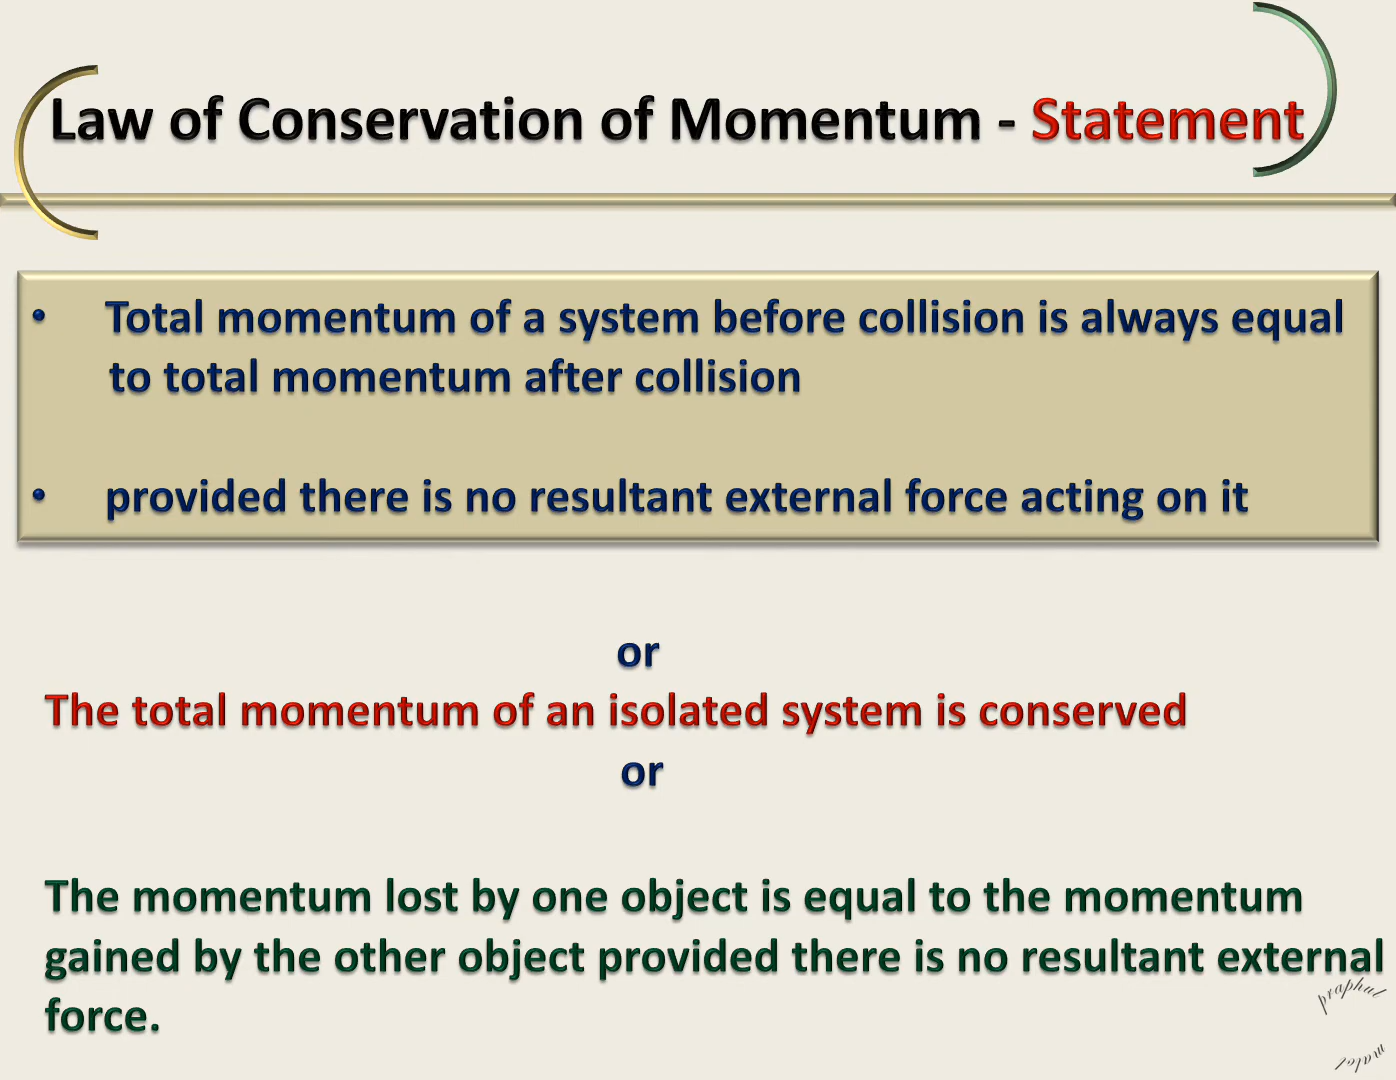 Law of Conservation of Momentum - Statement
• Total momentum of a system before collision is always equal
to total momentum after collision
• provided there is no resultant external force acting on it
or
The total momentum of an isolated system is conserved
or
The momentum lost by one object is equal to the momentum
gained by the other object provided there is no resultant external
force.
praphul